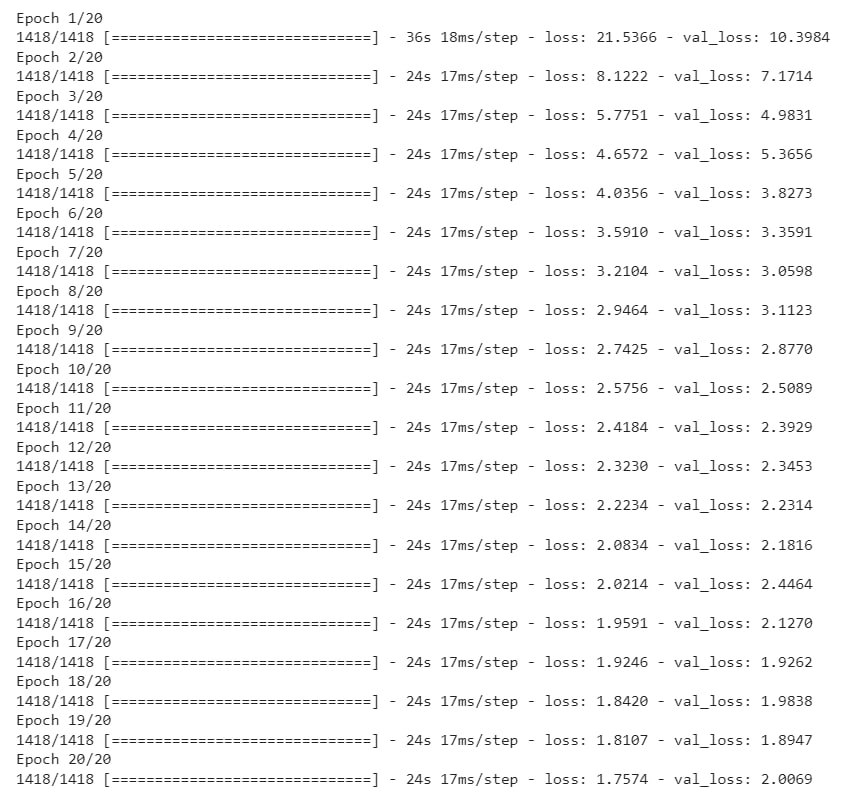 Epoch 1/20
1418/1418 [==============================] - 36s 18ms/step - loss: 21.5366 - val_loss: 10.3984
Epoch 2/20
1418/1418 [==============================] - 24s 17ms/step - loss: 8.1222 - val_loss: 7.1714
Epoch 3/20
1418/1418 [==============================] - 24s 17ms/step - loss: 5.7751 - val_loss: 4.9831
Epoch 4/20
1418/1418 [==============================] - 24s 17ms/step - loss: 4.6572 - val_loss: 5.3656
Epoch 5/20
1418/1418 [==============================] - 24s 17ms/step - loss: 4.0356 - val_loss: 3.8273
Epoch 6/20
1418/1418 [==============================] - 24s 17ms/step - loss: 3.5910 - val_loss: 3.3591
Epoch 7/20
1418/1418 [==============================] - 24s 17ms/step - loss: 3.2104 - val_loss: 3.0598
Epoch 8/20
1418/1418 [==============================] - 24s 17ms/step - loss: 2.9464 - val_loss: 3.1123
Epoch 9/20
1418/1418 [==============================] - 24s 17ms/step - loss: 2.7425 - val_loss: 2.8770
Epoch 10/20
1418/1418 [==============================] - 24s 17ms/step - loss: 2.5756 - val_loss: 2.5089
Epoch 11/20
1418/1418 [==============================] - 24s 17ms/step - loss: 2.4184 - val_loss: 2.3929
Epoch 12/20
1418/1418 [==============================] - 24s 17ms/step - loss: 2.3230 - val_loss: 2.3453
Epoch 13/20
1418/1418 [==============================] - 24s 17ms/step - loss: 2.2234 - val_loss: 2.2314
Epoch 14/20
1418/1418 [==============================] - 24s 17ms/step - loss: 2.0834 - val_loss: 2.1816
Epoch 15/20
1418/1418 [==============================] - 24s 17ms/step - loss: 2.0214 - val_loss: 2.4464
Epoch 16/20
1418/1418 [==============================] - 24s 17ms/step - loss: 1.9591 - val_loss: 2.1270
Epoch 17/20
1418/1418 [==============================] - 24s 17ms/step - loss: 1.9246 - val_loss: 1.9262
Epoch 18/20
1418/1418 [==============================] - 24s 17ms/step - loss: 1.8420 - val_loss: 1.9838
Epoch 19/20
1418/1418 [==============================] - 24s 17ms/step - loss: 1.8107 - val_loss: 1.8947
Epoch 20/20
1418/1418 [==============================] - 24s 17ms/step - loss: 1.7574 - val_loss: 2.0069